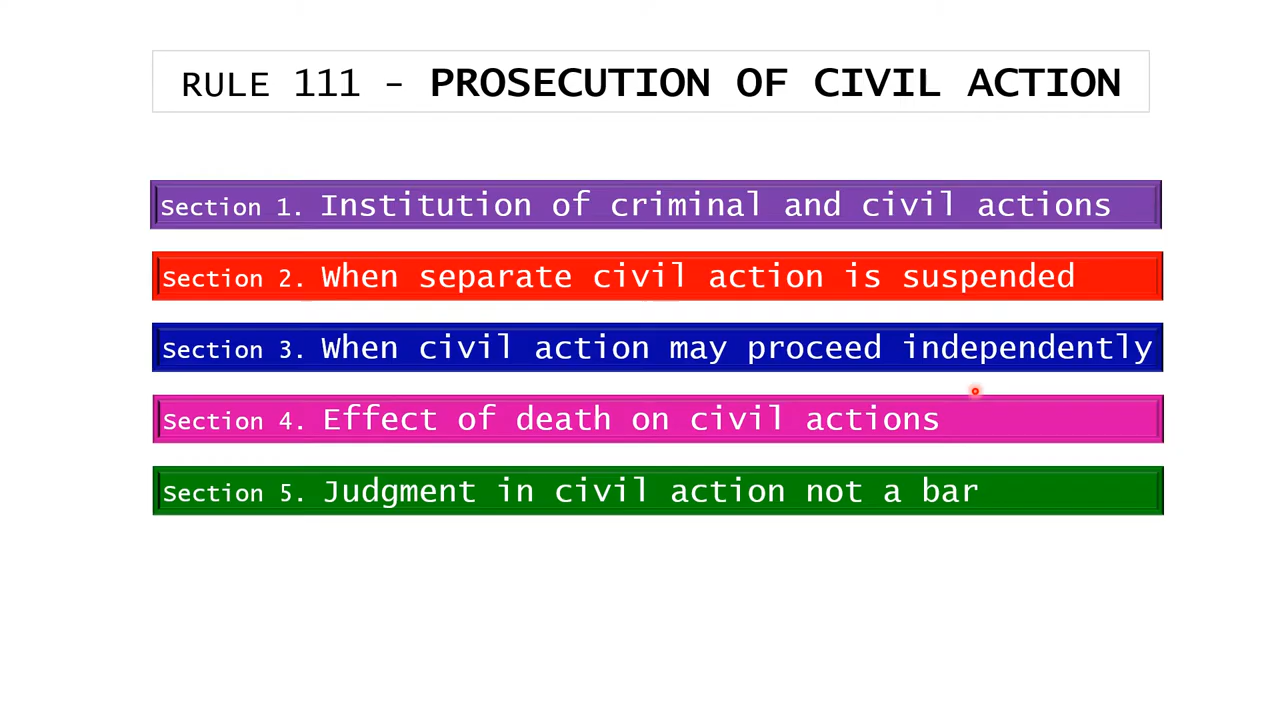 RULE 111 – PROSECUTION OF CIVIL ACTION
Section 1. Institution of criminal and civil actions
Section 2. When separate civil action is suspended
Section 3. When civil action may proceed independently
Section 4. Effect of death on civil actions
Section 5. Judgment in civil action not a bar